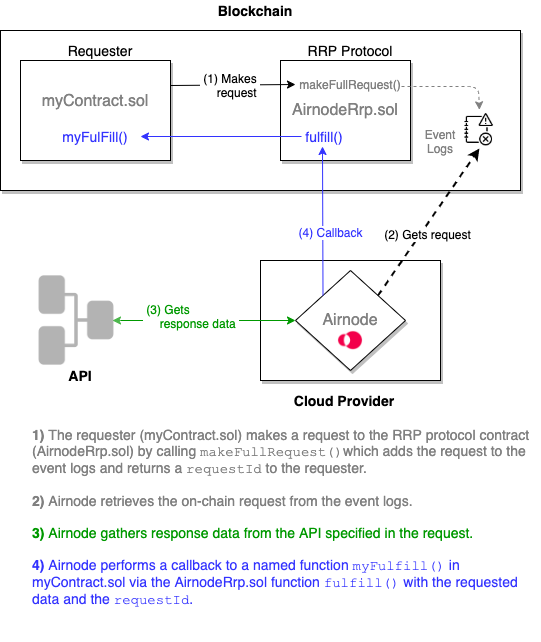 Blockchain
Requester
RRP Protocol
(1) Makes
request
makeFullRequest()
myContract.sol
AirnodeRrp.sol
myFulFill()
fulfill()
Event
Logs
(4) Callback
(2) Gets request
(3) Gets
response data
Airnode
API
Cloud Provider
1) The requester (myContract.sol) makes a request to the RRP protocol contract
(AirnodeRrp.sol) by calling makeFullRequest() which adds the request to the
event logs and returns a requestId to the requester.
2) Airnode retrieves the on-chain request from the event logs.
3) Airnode gathers response data from the API specified in the request.
4) Airnode performs a callback to a named function myFulfill() in
myContract.sol via the AirnodeRrp.sol function fulfill() with the requested
data and the requestId.